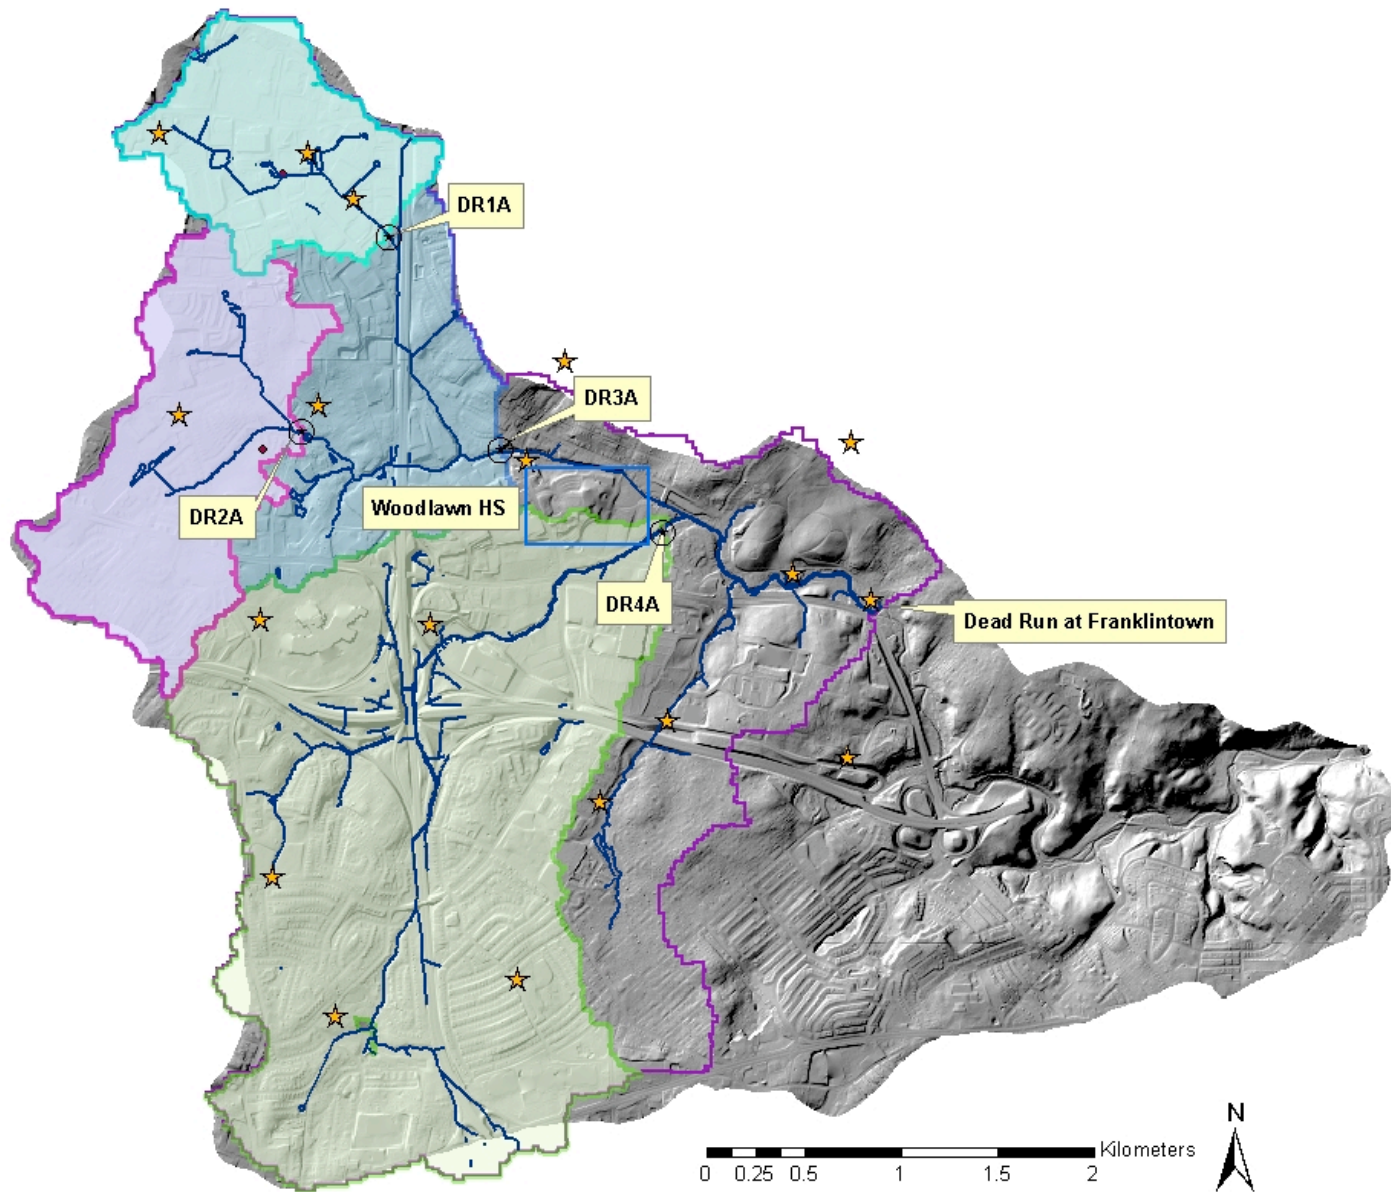 DR1A
DR3A
Woodlawn HS
DR2A
DR4A
Dead Run at Franklintown
N
Kilometers
0 0.25 0.5 1 1.5 2